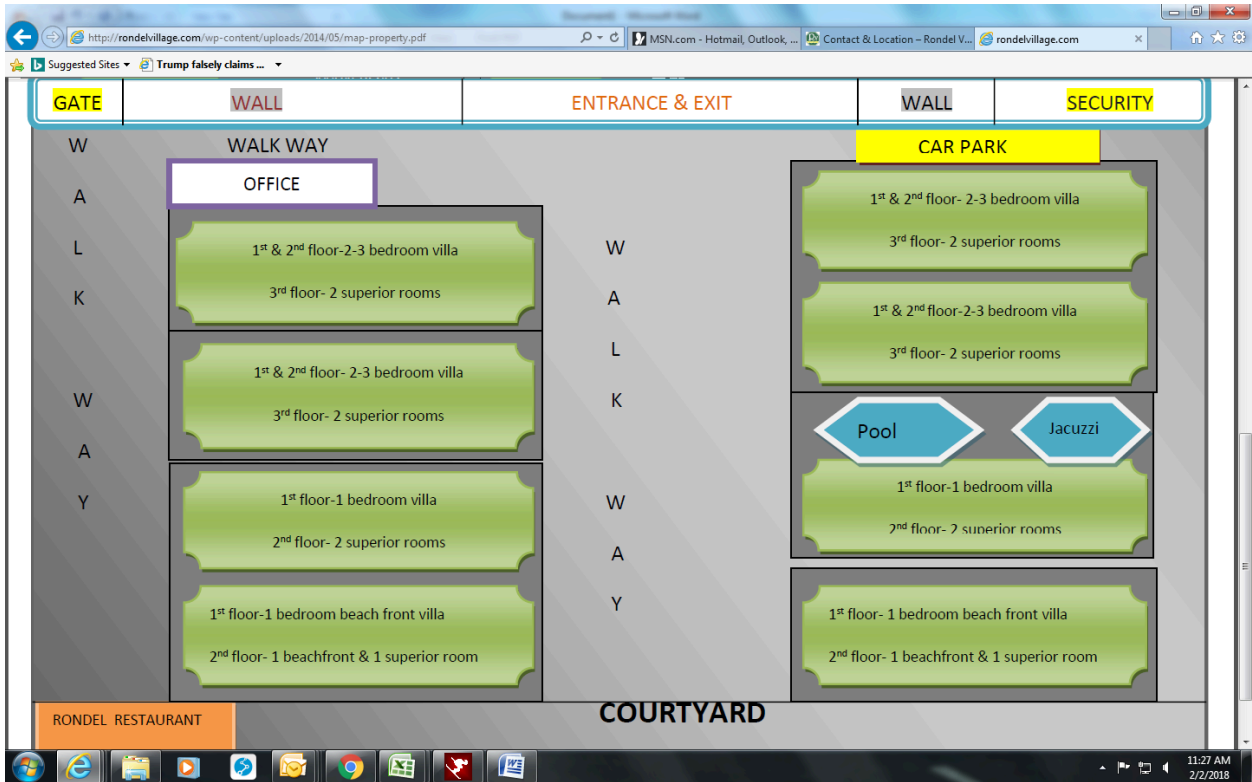 Document1 - Microsoft Word
http://rondelvillage.com/wp-content/uploads/2014/05/map-property.pdf
MSN.com - Hotmail, Outlook, ...
Contact & Location – Rondel V...
rondelvillage.com
Suggested Sites
Trump falsely claims ...
GATE
WALL
ENTRANCE & EXIT
WALL
SECURITY
W A L K W A Y
WALK WAY
OFFICE
1st & 2nd floor-2-3 bedroom villa
3rd floor- 2 superior rooms
1st & 2nd floor- 2-3 bedroom villa
3rd floor- 2 superior rooms
1st floor-1 bedroom villa
2nd floor- 2 superior rooms
1st floor-1 bedroom beach front villa
2nd floor- 1 beachfront & 1 superior room
W A L K W A Y
CAR PARK
1st & 2nd floor- 2-3 bedroom villa
3rd floor- 2 superior rooms
1st & 2nd floor-2-3 bedroom villa
3rd floor- 2 superior rooms
Pool
Jacuzzi
1st floor-1 bedroom villa
2nd floor- 2 superior rooms
1st floor- 1 bedroom beach front villa
2nd floor- 1 beachfront & 1 superior room
RONDEL RESTAURANT
COURTYARD
11:27 AM
2/2/2018